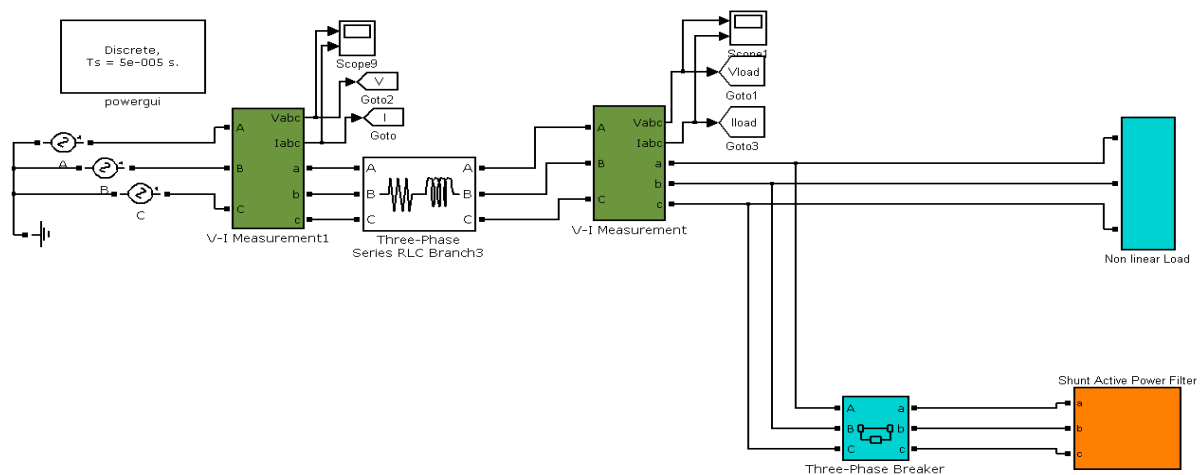 Discrete,
Ts = 5e-005 s.
powergui
Scope9
V
Goto2
I
Goto
Vabc
Iabc
A
B
C
a
b
c
A
B
C
V-I Measurement1
A
B
C
A
B
C
Three-Phase
Series RLC Branch3
Scope1
Vload
Goto1
Iload
Goto3
Vabc
Iabc
A
B
C
a
b
c
V-I Measurement
Non linear Load
A
B
C
a
b
c
Three-Phase Breaker
Shunt Active Power Filter
a
b
c